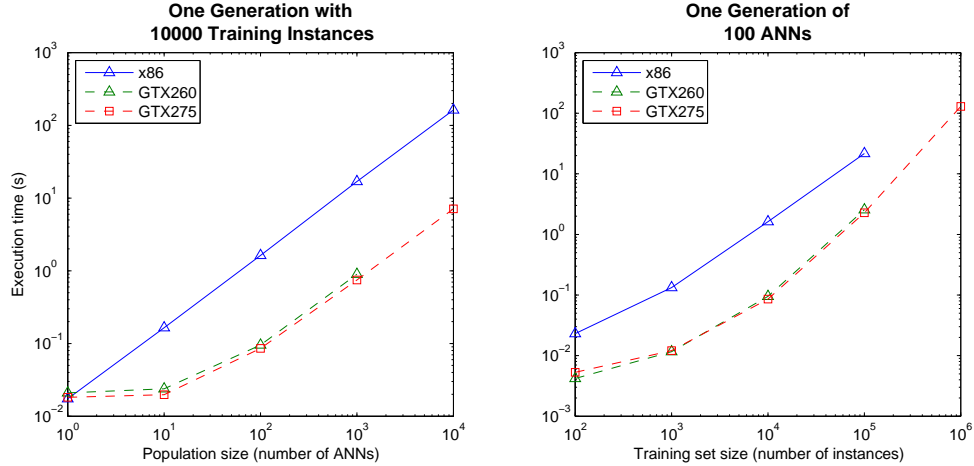 One Generation with
10000 Training Instances
10^3
10^2
10^1
10^0
10^-1
10^-2
Execution time (s)
x86
GTX260
GTX275
10^0
10^1
10^2
10^3
10^4
Population size (number of ANNs)
One Generation of
100 ANNs
10^3
10^2
10^1
10^0
10^-1
10^-2
10^-3
x86
GTX260
GTX275
10^2
10^3
10^4
10^5
10^6
Training set size (number of instances)